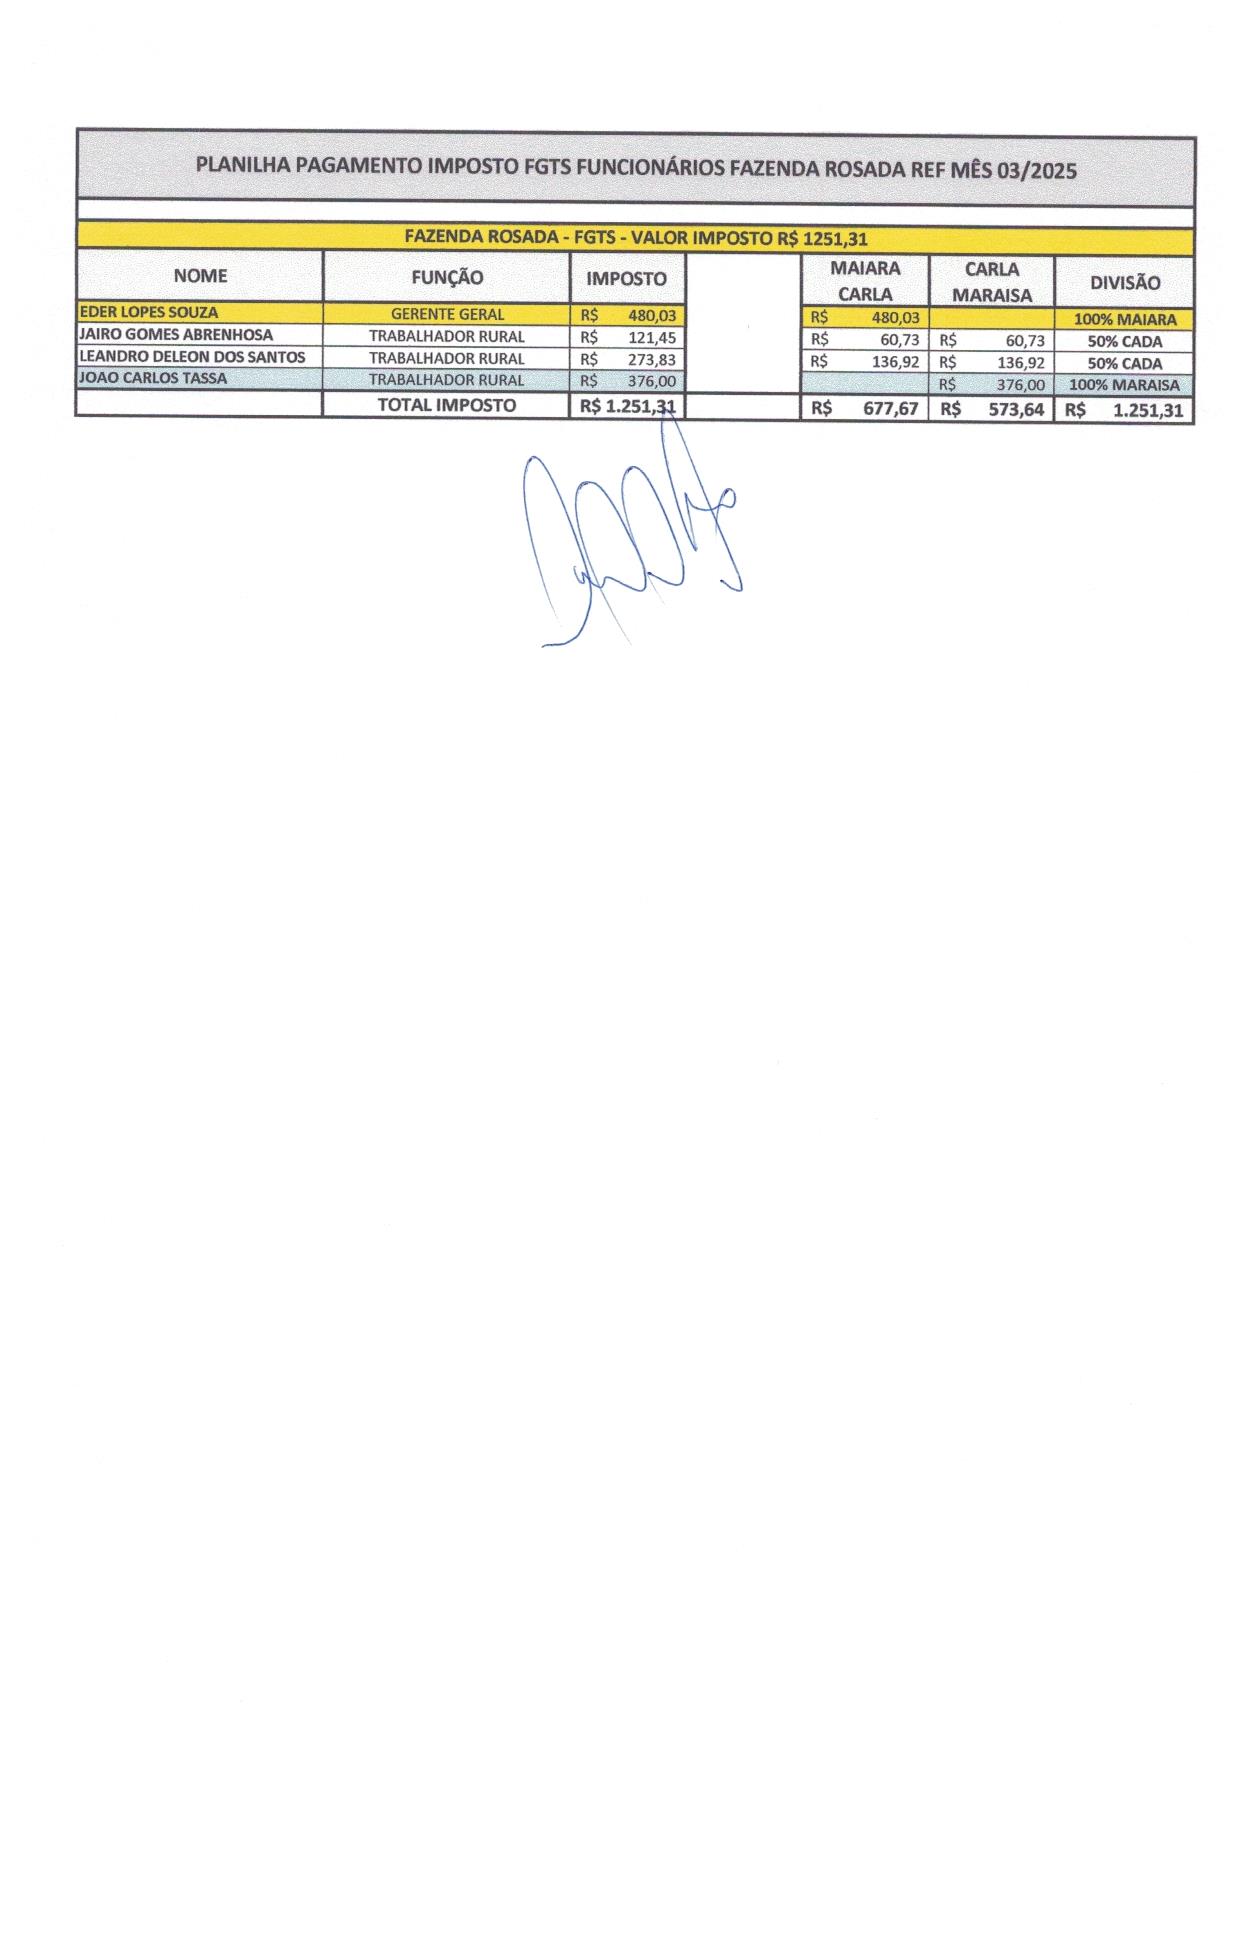 PLANILHA PAGAMENTO IMPOSTO FGTS FUNCIONÁRIOS FAZENDA ROSADA REF MÊS 03/2025
FAZENDA ROSADA - FGTS - VALOR IMPOSTO R$ 1251,31
NOME FUNÇÃO IMPOSTO MAIARA CARLA CARLA MARAISA DIVISÃO
EDER LOPES SOUZA GERENTE GERAL R$ 480,03 R$ 480,03 100% MAIARA
JAIRO GOMES ABRENHOSA TRABALHADOR RURAL R$ 121,45 R$ 60,73 R$ 60,73 50% CADA
LEANDRO DELEON DOS SANTOS TRABALHADOR RURAL R$ 273,83 R$ 136,92 R$ 136,92 50% CADA
JOAO CARLOS TASSA TRABALHADOR RURAL R$ 376,00 R$ 376,00 100% MARAISA
TOTAL IMPOSTO R$ 1.251,31 R$ 677,67 R$ 573,64 R$ 1.251,31